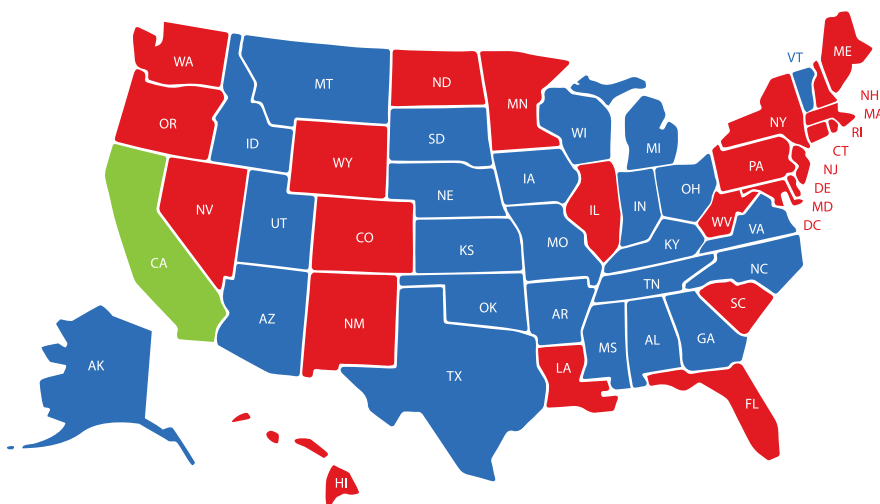 WA
MT
ND
MN
VT
ME
NH
MA
RI
CT
NJ
DE
MD
DC
OR
ID
SD
WI
MI
NY
WY
NE
IA
PA
NV
UT
CO
KS
MO
IL
IN
OH
WV
VA
KY
CA
AZ
NM
OK
AR
TN
NC
SC
TX
LA
MS
AL
GA
FL
AK
HI